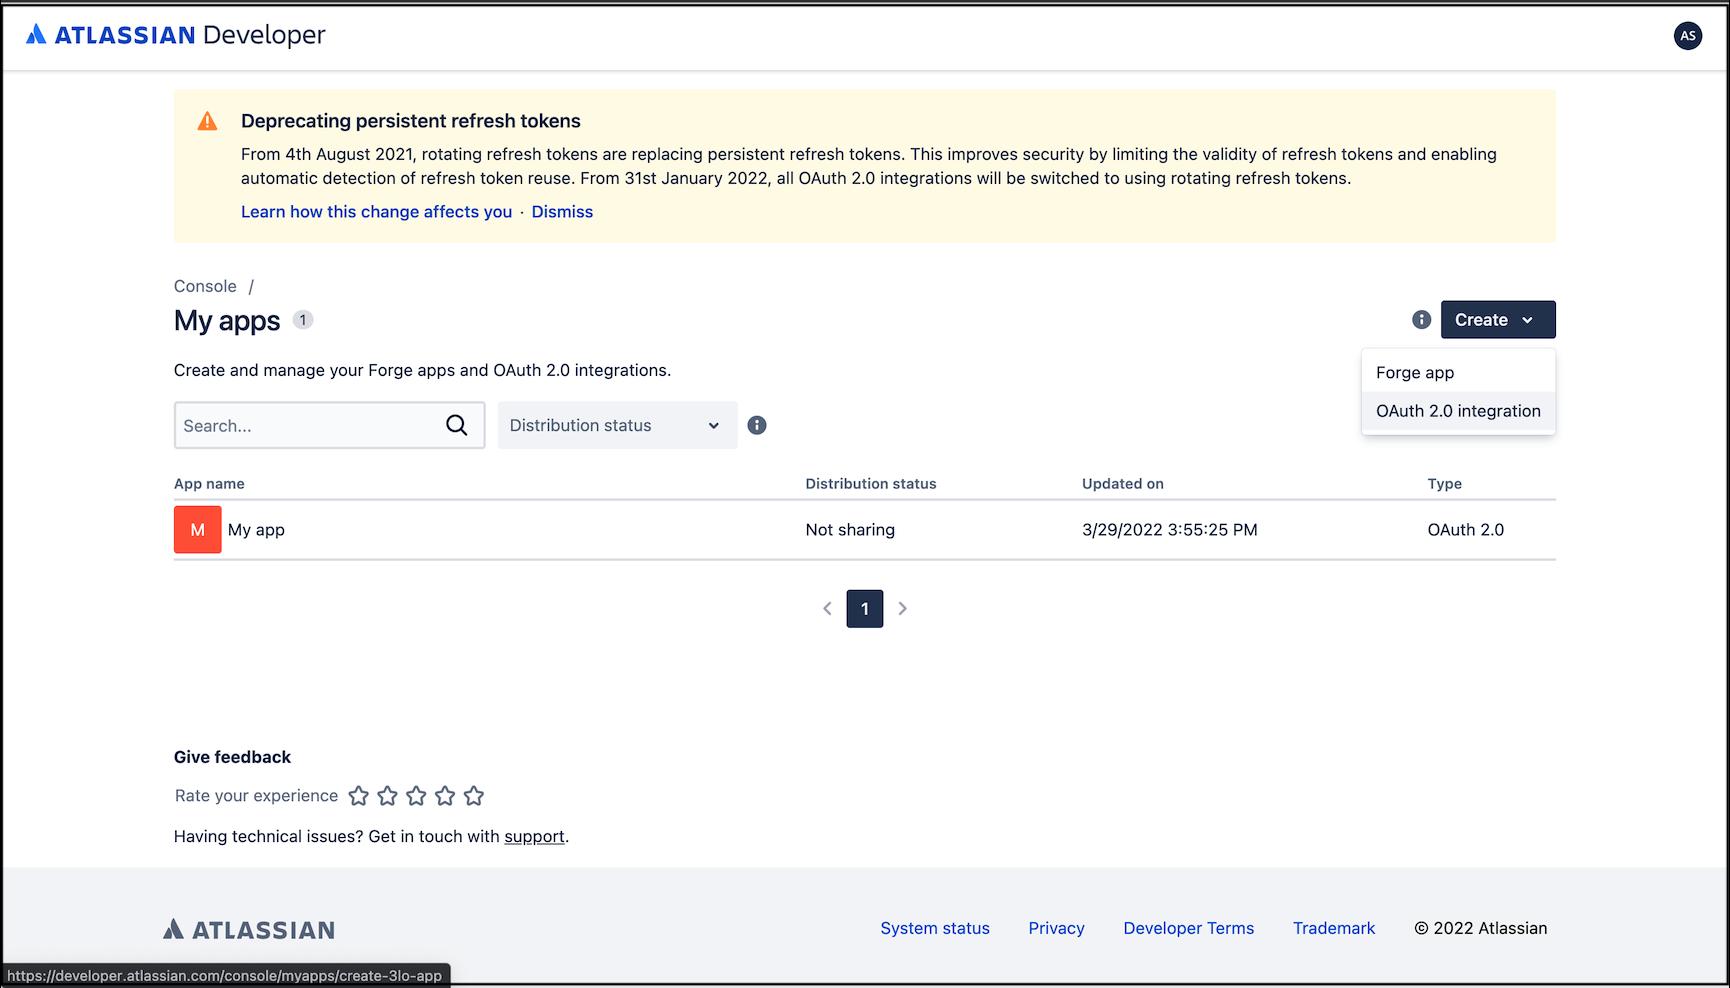 ATLASSIAN Developer
AS
Deprecating persistent refresh tokens
From 4th August 2021, rotating refresh tokens are replacing persistent refresh tokens. This improves security by limiting the validity of refresh tokens and enabling
automatic detection of refresh token reuse. From 31st January 2022, all OAuth 2.0 integrations will be switched to using rotating refresh tokens.
Learn how this change affects you · Dismiss
Console /
My apps 1
Create
Forge app
OAuth 2.0 integration
Create and manage your Forge apps and OAuth 2.0 integrations.
Search...
Distribution status
App name Distribution status Updated on Type
M My app Not sharing 3/29/2022 3:55:25 PM OAuth 2.0
1
Give feedback
Rate your experience
Having technical issues? Get in touch with support.
ATLASSIAN
System status Privacy Developer Terms Trademark © 2022 Atlassian
https://developer.atlassian.com/console/myapps/create-3lo-app